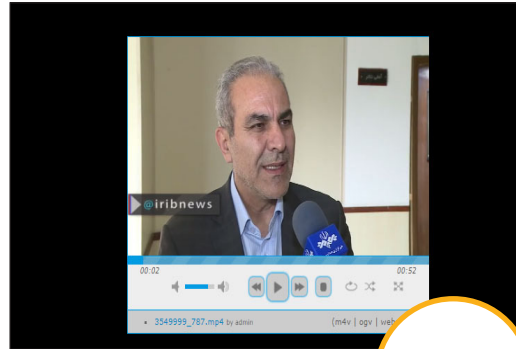 @iribnews
00:02
00:52
3549999_787.mp4 by admin
(m4v | ogv | web